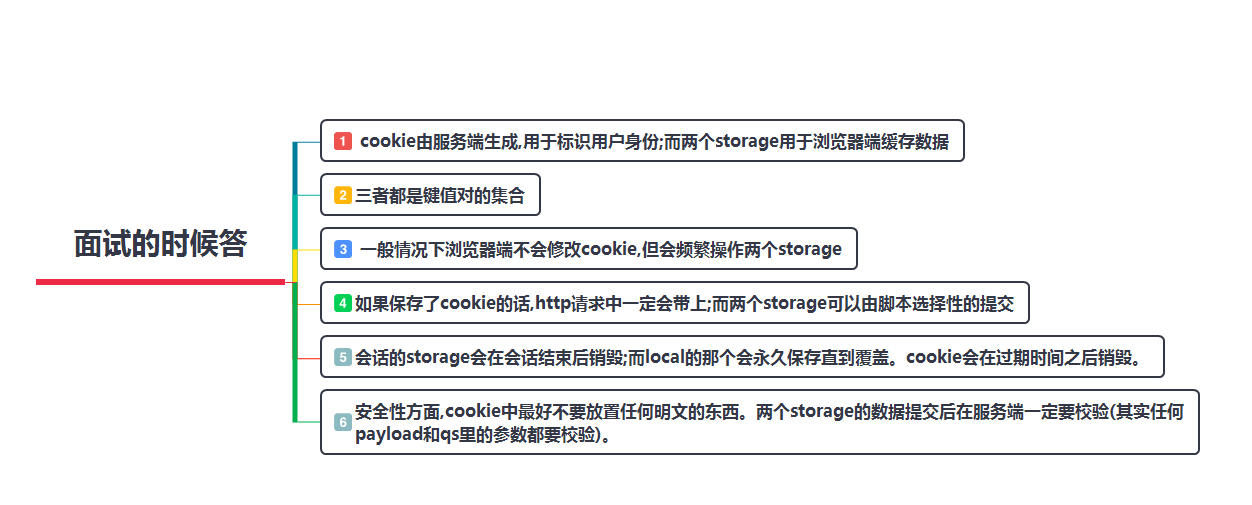 面试的时候答
1 cookie由服务端生成,用于标识用户身份;而两个storage用于浏览器端缓存数据
2 三者都是键值对的集合
3 一般情况下浏览器端不会修改cookie,但会频繁操作两个storage
4 如果保存了cookie的话,http请求中一定会带上;而两个storage可以由脚本选择性的提交
5 会话的storage会在会话结束后销毁;而local的那个会永久保存直到覆盖。cookie会在过期时间之后销毁。
6 安全性方面,cookie中最好不要放置任何明文的东西。两个storage的数据提交后在服务端一定要校验(其实任何
payload和qs里的参数都要校验)。